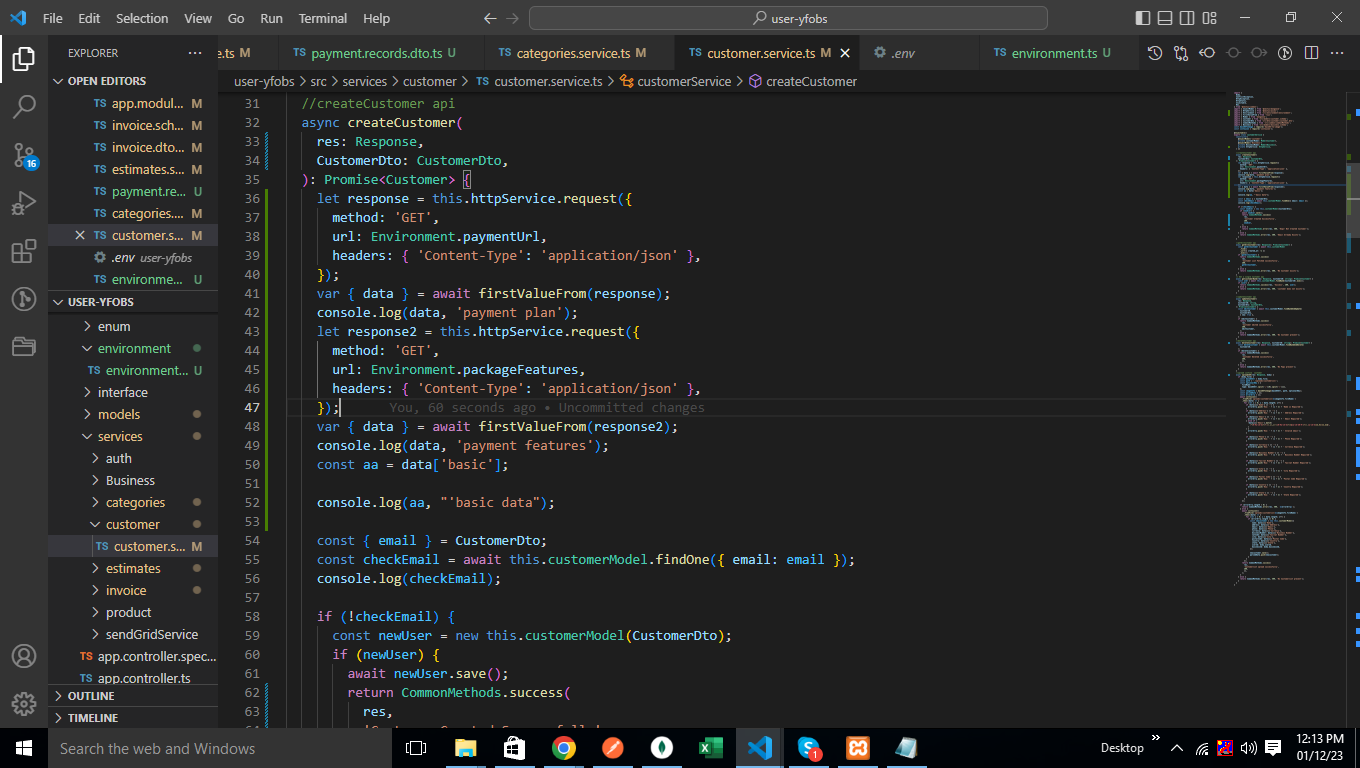 File Edit Selection View Go Run Terminal Help
user-yfobs
EXPLORER
e.ts M
TS payment.records.dto.ts U
TS categories.service.ts M
TS customer.service.ts M
.env
TS environment.ts U
user-yfobs > src > services > customer > TS customer.service.ts > customerService > createCustomer
OPEN EDITORS
TS app.modul... M
TS invoice.sch... M
TS invoice.dto... M
TS estimates.s... M
TS payment.re... U
TS categories.... M
TS customer.s... M
.env user-yfobs
TS environme... U
16
USER-YFOBS
enum
environment
TS environment... U
interface
models
services
auth
Business
categories
customer
TS customer.s... M
estimates
invoice
product
sendGridService
TS app.controller.spec...
TS app.controller.ts
OUTLINE
TIMELINE
31 //createCustomer api
32 async createCustomer(
33 res: Response,
34 CustomerDto: CustomerDto,
35 ): Promise<Customer> {
36 let response = this.httpService.request({
37 method: 'GET',
38 url: Environment.paymentUrl,
39 headers: { 'Content-Type': 'application/json' },
40 });
41 var { data } = await firstValueFrom(response);
42 console.log(data, 'payment plan');
43 let response2 = this.httpService.request({
44 method: 'GET',
45 url: Environment.packageFeatures,
46 headers: { 'Content-Type': 'application/json' },
47 }); You, 60 seconds ago • Uncommitted changes
48 var { data } = await firstValueFrom(response2);
49 console.log(data, 'payment features');
50 const aa = data['basic'];
51
52 console.log(aa, "'basic data");
53
54 const { email } = CustomerDto;
55 const checkEmail = await this.customerModel.findOne({ email: email });
56 console.log(checkEmail);
57
58 if (!checkEmail) {
59 const newUser = new this.customerModel(CustomerDto);
60 if (newUser) {
61 await newUser.save();
62 return CommonMethods.success(
63 res,
Search the web and Windows
1
Desktop
12:13 PM
01/12/23